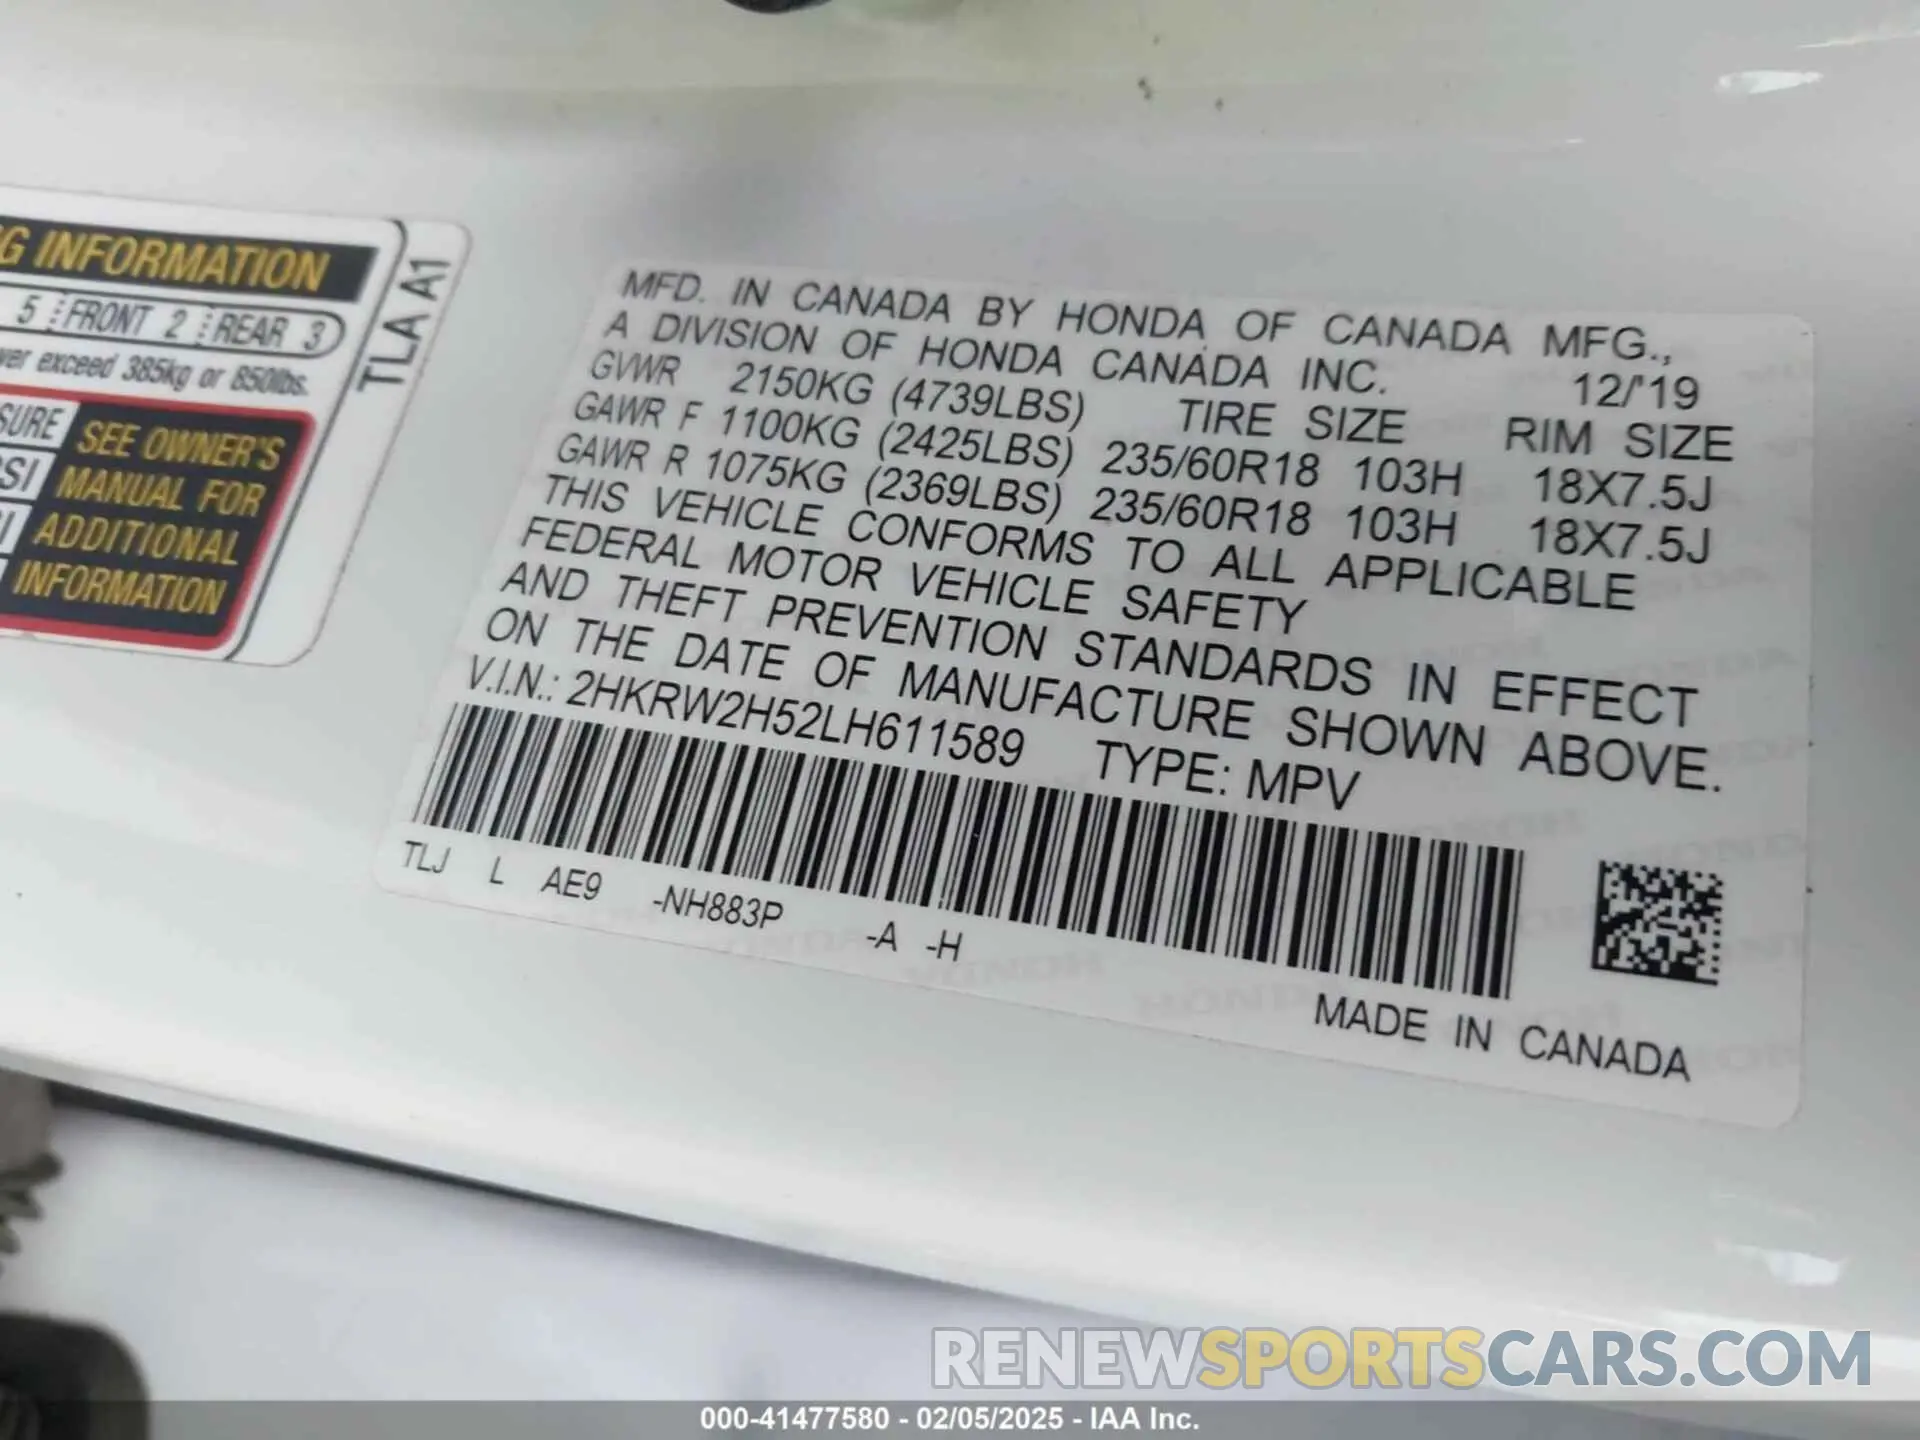 G INFORMATION
5 FRONT 2 REAR 3
ver exceed 385kg or 850lbs.
SURE
SEE OWNER'S
MANUAL FOR
ADDITIONAL
INFORMATION
TLA A1
MFD. IN CANADA BY HONDA OF CANADA MFG.,
A DIVISION OF HONDA CANADA INC. 12/'19
GVWR 2150KG (4739LBS) TIRE SIZE RIM SIZE
GAWR F 1100KG (2425LBS) 235/60R18 103H 18X7.5J
GAWR R 1075KG (2369LBS) 235/60R18 103H 18X7.5J
THIS VEHICLE CONFORMS TO ALL APPLICABLE
FEDERAL MOTOR VEHICLE SAFETY
AND THEFT PREVENTION STANDARDS IN EFFECT
ON THE DATE OF MANUFACTURE SHOWN ABOVE.
V.I.N.: 2HKRW2H52LH611589 TYPE: MPV
TLJ L AE9 -NH883P -A -H
MADE IN CANADA
RENEWSPORTSCARS.COM
000-41477580 - 02/05/2025 - IAA Inc.